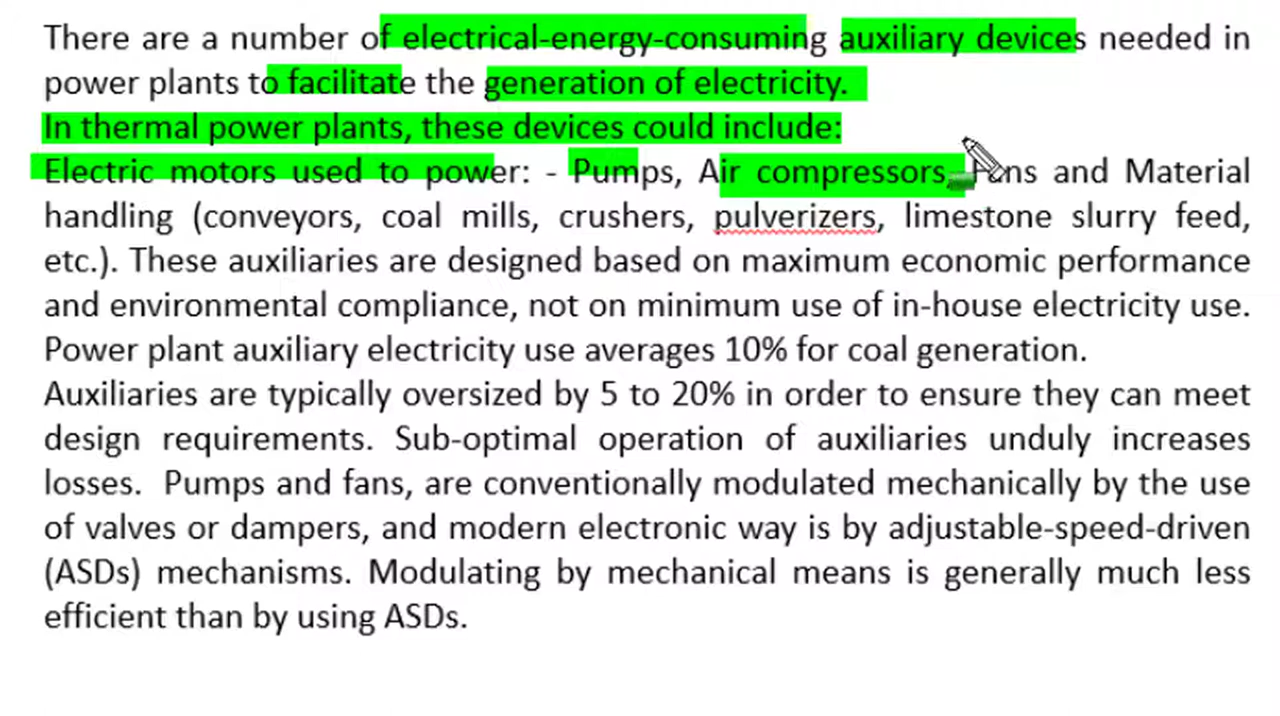 There are a number of electrical-energy-consuming auxiliary devices needed in
power plants to facilitate the generation of electricity.
In thermal power plants, these devices could include:
Electric motors used to power: - Pumps, Air compressors, Fans and Material
handling (conveyors, coal mills, crushers, pulverizers, limestone slurry feed,
etc.). These auxiliaries are designed based on maximum economic performance
and environmental compliance, not on minimum use of in-house electricity use.
Power plant auxiliary electricity use averages 10% for coal generation.
Auxiliaries are typically oversized by 5 to 20% in order to ensure they can meet
design requirements. Sub-optimal operation of auxiliaries unduly increases
losses. Pumps and fans, are conventionally modulated mechanically by the use
of valves or dampers, and modern electronic way is by adjustable-speed-driven
(ASDs) mechanisms. Modulating by mechanical means is generally much less
efficient than by using ASDs.